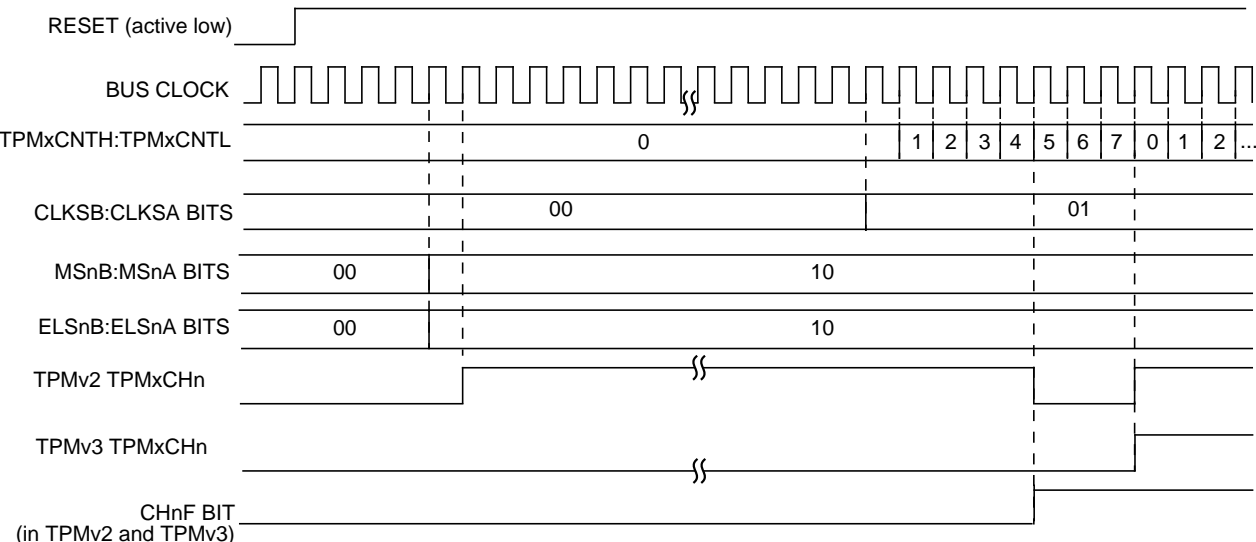 RESET (active low)
BUS CLOCK
TPMxCNTH:TPMxCNTL 0 1 2 3 4 5 6 7 0 1 2 ...
CLKSB:CLKSA BITS 00 01
MSnB:MSnA BITS 00 10
ELSnB:ELSnA BITS 00 10
TPMv2 TPMxCHn
TPMv3 TPMxCHn
CHnF BIT
(in TPMv2 and TPMv3)